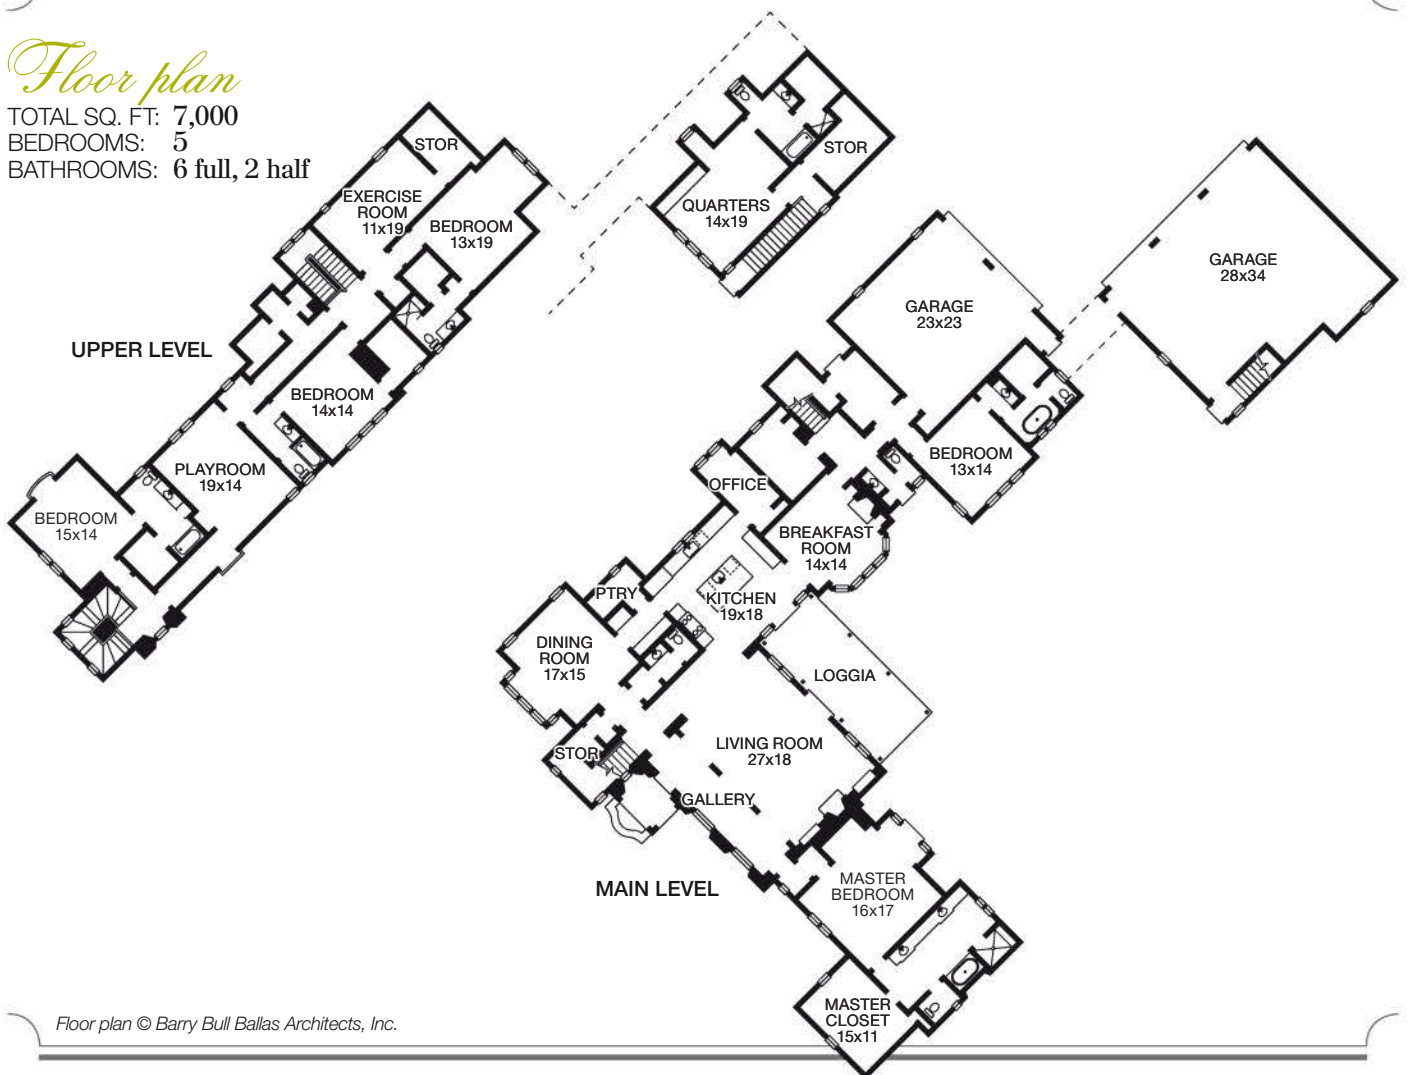 Floor plan
TOTAL SQ. FT: 7,000
BEDROOMS: 5
BATHROOMS: 6 full, 2 half
STOR
EXERCISE
ROOM
11x19
BEDROOM
13x19
UPPER LEVEL
BEDROOM
14x14
PLAYROOM
19x14
BEDROOM
15x14
STOR
QUARTERS
14x19
GARAGE
28x34
GARAGE
23x23
BEDROOM
13x14
OFFICE
BREAKFAST
ROOM
14x14
PTRY
KITCHEN
19x18
DINING
ROOM
17x15
LOGGIA
STOR
LIVING ROOM
27x18
GALLERY
MAIN LEVEL
MASTER
BEDROOM
16x17
MASTER
CLOSET
15x11
Floor plan © Barry Bull Ballas Architects, Inc.